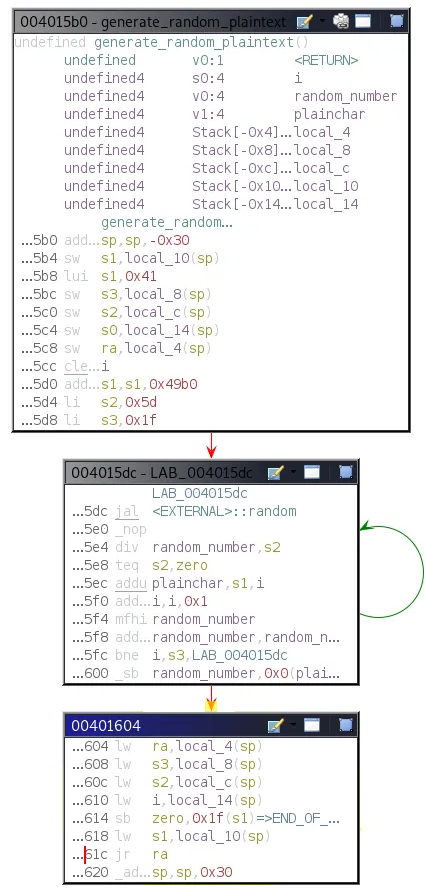 004015b0 - generate_random_plaintext
undefined generate_random_plaintext()
undefined v0:1 <RETURN>
undefined4 s0:4 i
undefined4 v0:4 random_number
undefined4 v1:4 plainchar
undefined4 Stack[-0x4]...local_4
undefined4 Stack[-0x8]...local_8
undefined4 Stack[-0xc]...local_c
undefined4 Stack[-0x10...local_10
undefined4 Stack[-0x14...local_14
generate_random...
...5b0 add...sp,sp,-0x30
...5b4 sw s1,local_10(sp)
...5b8 lui s1,0x41
...5bc sw s3,local_8(sp)
...5c0 sw s2,local_c(sp)
...5c4 sw s0,local_14(sp)
...5c8 sw ra,local_4(sp)
...5cc cle...i
...5d0 add...s1,s1,0x49b0
...5d4 li s2,0x5d
...5d8 li s3,0x1f
004015dc - LAB_004015dc
LAB_004015dc
...5dc jal <EXTERNAL>::random
...5e0 _nop
...5e4 div random_number,s2
...5e8 teq s2,zero
...5ec addu plainchar,s1,i
...5f0 add...i,i,0x1
...5f4 mfhi random_number
...5f8 add...random_number,random_n...
...5fc bne i,s3,LAB_004015dc
...600 _sb random_number,0x0(plai...
00401604
...604 lw ra,local_4(sp)
...608 lw s3,local_8(sp)
...60c lw s2,local_c(sp)
...610 lw i,local_14(sp)
...614 sb zero,0x1f(s1)=>END_OF_...
...618 lw s1,local_10(sp)
...61c jr ra
...620 _ad...sp,sp,0x30